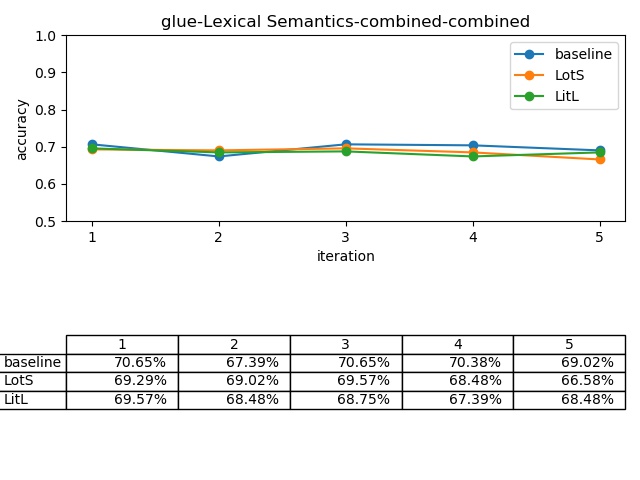 glue-Lexical Semantics-combined-combined
1.0
0.9
0.8
0.7
0.6
0.5
accuracy
baseline
LotS
LitL
1 2 3 4 5
iteration
1 2 3 4 5
baseline 70.65% 67.39% 70.65% 70.38% 69.02%
LotS 69.29% 69.02% 69.57% 68.48% 66.58%
LitL 69.57% 68.48% 68.75% 67.39% 68.48%